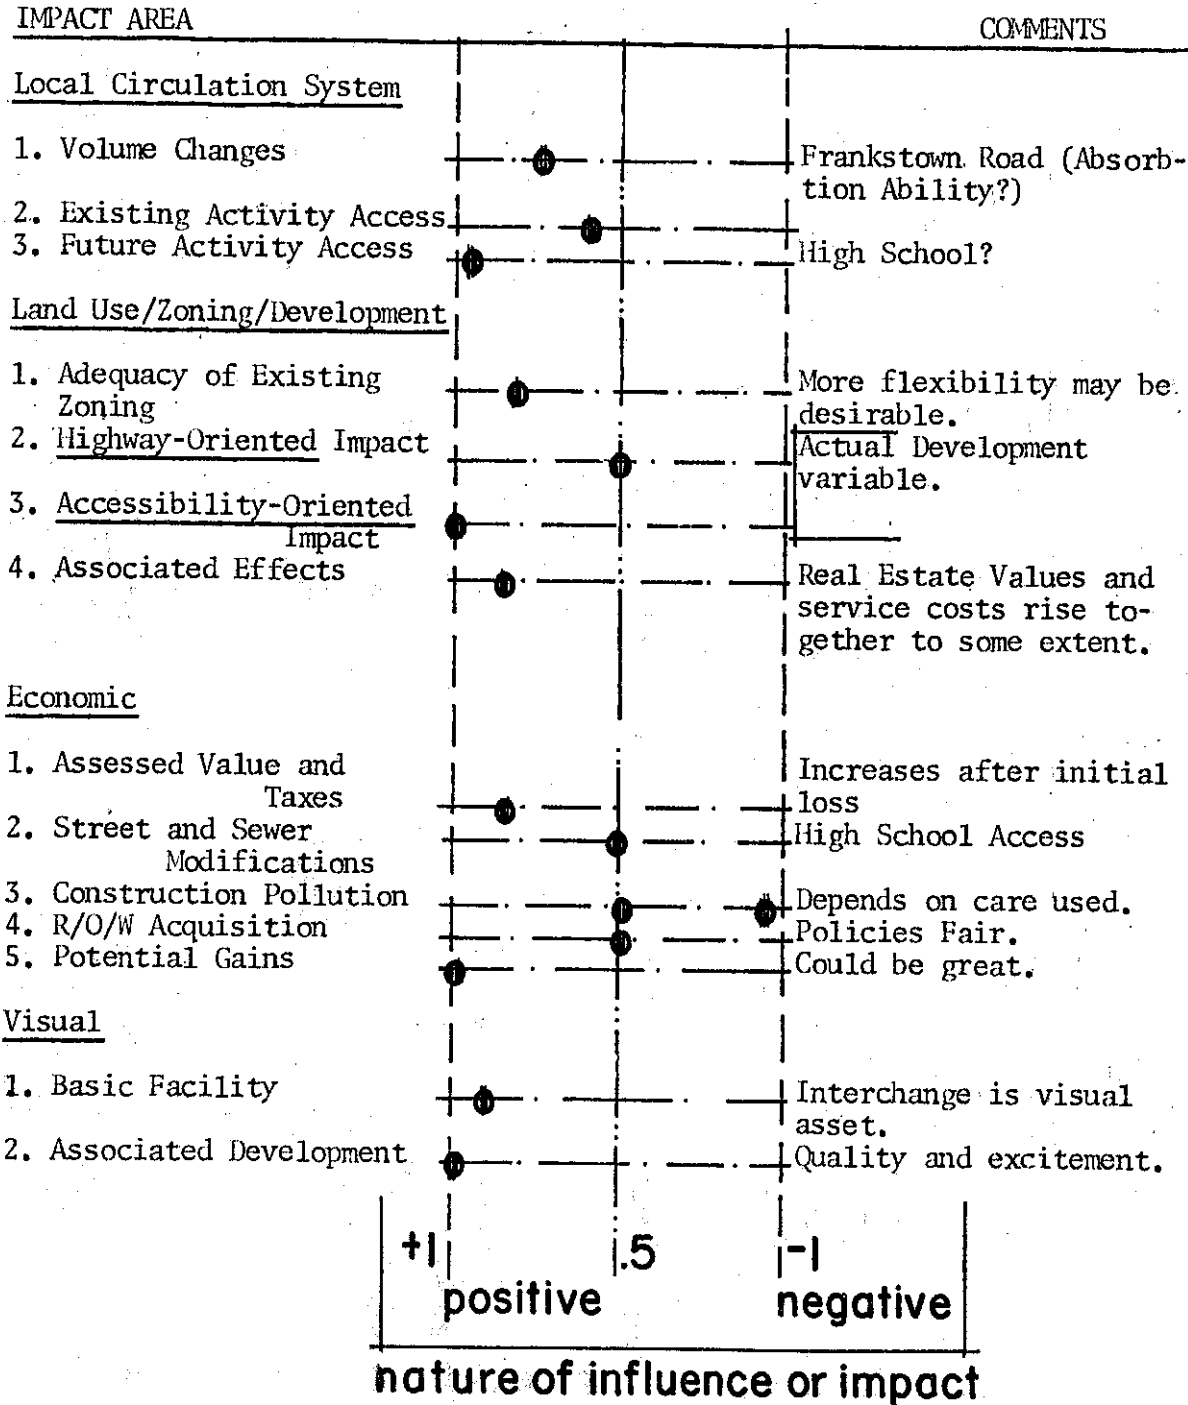 IMPACT AREA
COMMENTS
Local Circulation System
1. Volume Changes
Frankstown Road (Absorb-
tion Ability?)
2. Existing Activity Access
3. Future Activity Access
High School?
Land Use/Zoning/Development
1. Adequacy of Existing
Zoning
More flexibility may be
desirable.
2. Highway-Oriented Impact
Actual Development
variable.
3. Accessibility-Oriented
Impact
4. Associated Effects
Real Estate Values and
service costs rise to-
gether to some extent.
Economic
1. Assessed Value and
Taxes
Increases after initial
loss
2. Street and Sewer
Modifications
High School Access
3. Construction Pollution
Depends on care used.
4. R/O/W Acquisition
Policies Fair.
5. Potential Gains
Could be great.
Visual
1. Basic Facility
Interchange is visual
asset.
2. Associated Development
Quality and excitement.
+1 .5 -1
positive negative
nature of influence or impact